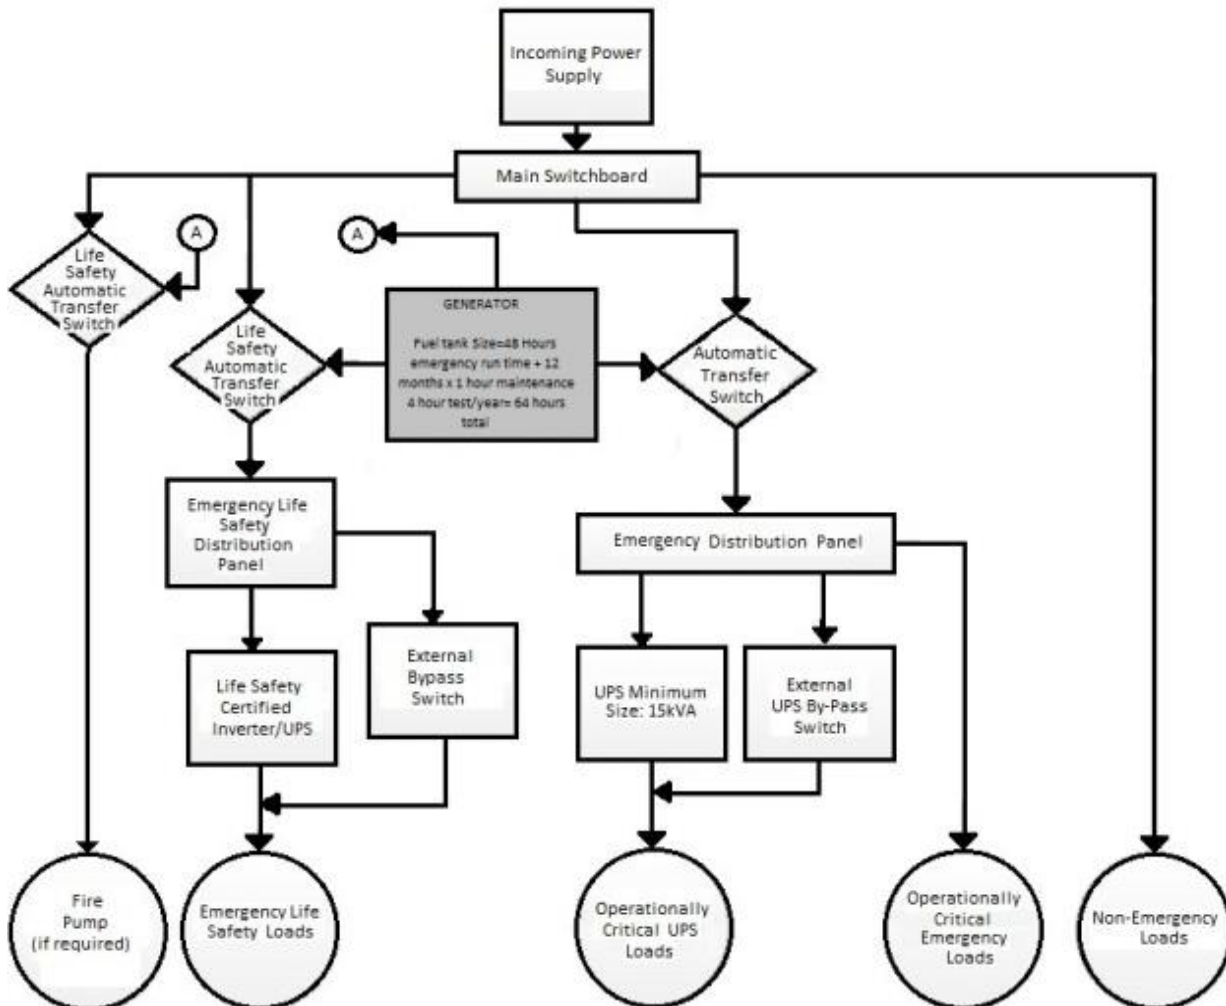 Incoming Power
Supply
Main Switchboard
A
A
Life
Safety
Automatic
Transfer
Switch
GENERATOR
Fuel tank Size=48 Hours
emergency run time + 12
months x 1 hour maintenance
4 hour test/year= 64 hours
total
Life
Safety
Automatic
Transfer
Switch
Automatic
Transfer
Switch
Emergency Life
Safety
Distribution
Panel
Emergency Distribution Panel
External
Bypass
Switch
Life Safety
Certified
Inverter/UPS
UPS Minimum
Size: 15kVA
External
UPS By-Pass
Switch
Fire
Pump
(if required)
Emergency Life
Safety Loads
Operationally
Critical UPS
Loads
Operationally
Critical
Emergency
Loads
Non-Emergency
Loads